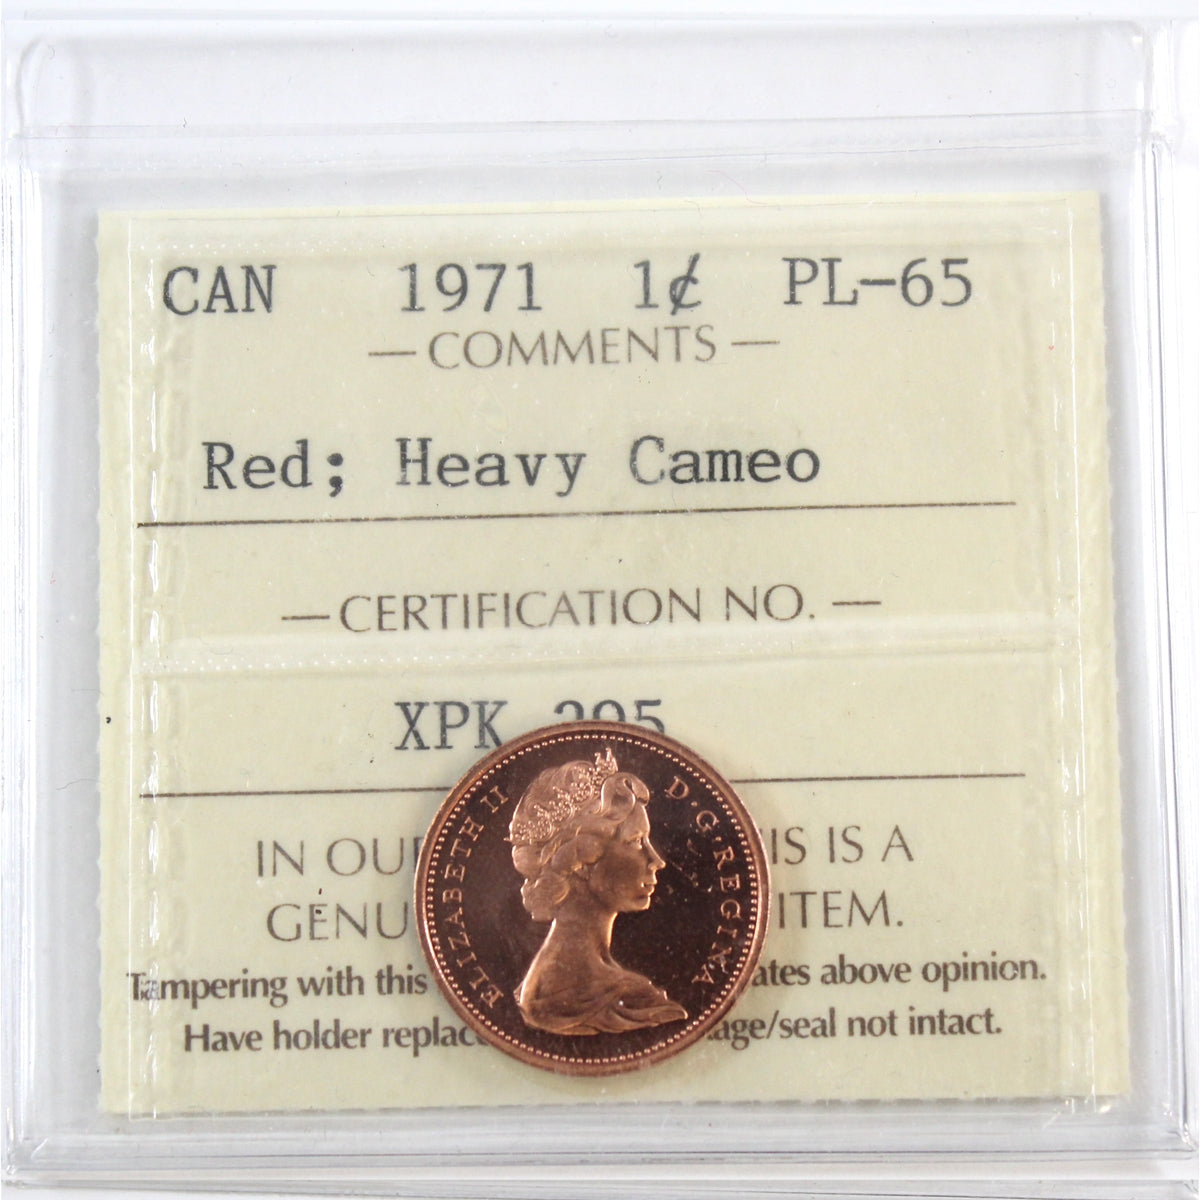 CAN 1971 1¢ PL-65
— COMMENTS —
Red; Heavy Cameo
— CERTIFICATION NO. —
XPK 395
IN OU IS IS A
GENU ITEM.
Tampering with this ates above opinion.
Have holder replac age/seal not intact.
ELIZABETH II D·G·REGINA